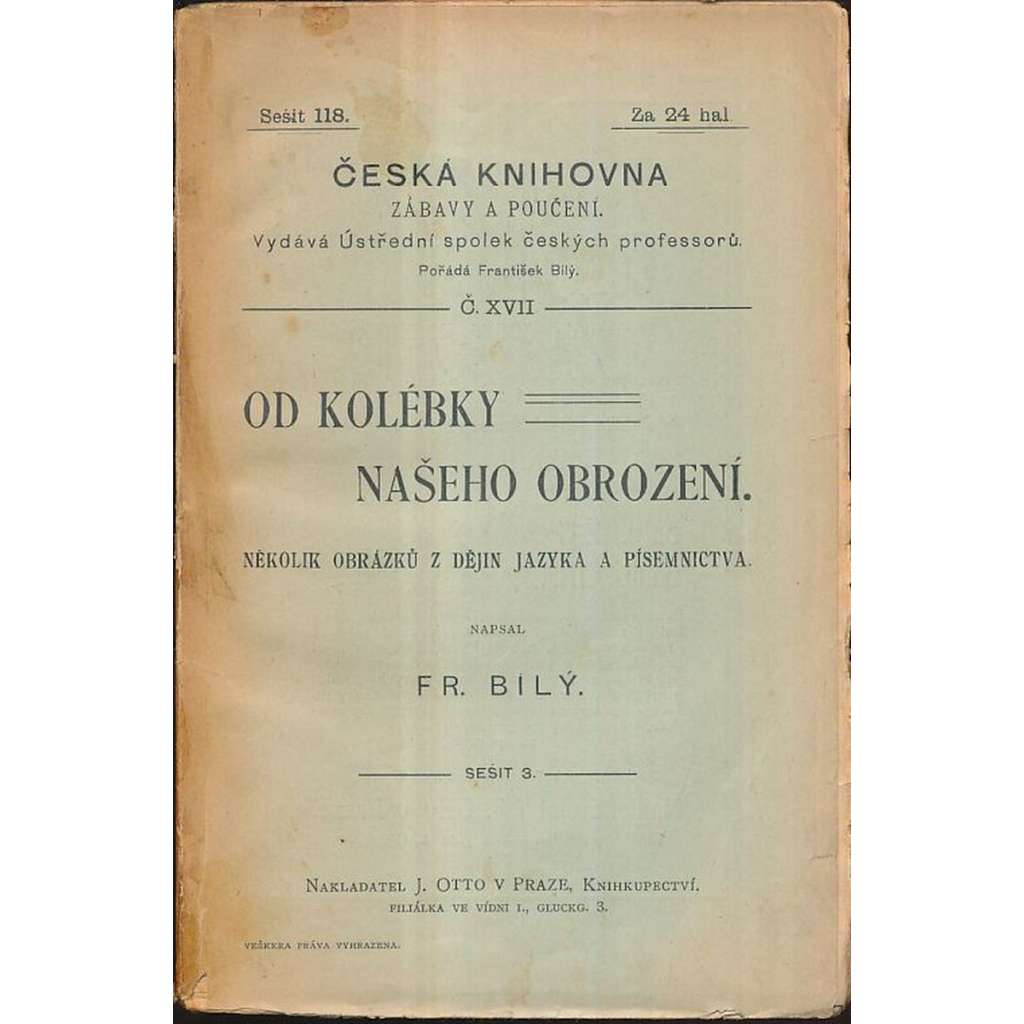 Sešit 118.
Za 24 hal.
ČESKÁ KNIHOVNA
ZÁBAVY A POUČENÍ.
Vydává Ústřední spolek českých professorů.
Pořádá František Bílý.
Č. XVII
OD KOLÉBKY
NAŠEHO OBROZENÍ.
NĚKOLIK OBRÁZKŮ Z DĚJIN JAZYKA A PÍSEMNICTVA.
NAPSAL
FR. BÍLÝ.
SEŠIT 3.
NAKLADATEL J. OTTO V PRAZE, KNIHKUPECTVÍ.
FILIÁLKA VE VÍDNI I., GLUCKG. 3.
VEŠKERA PRÁVA VYHRAZENA.